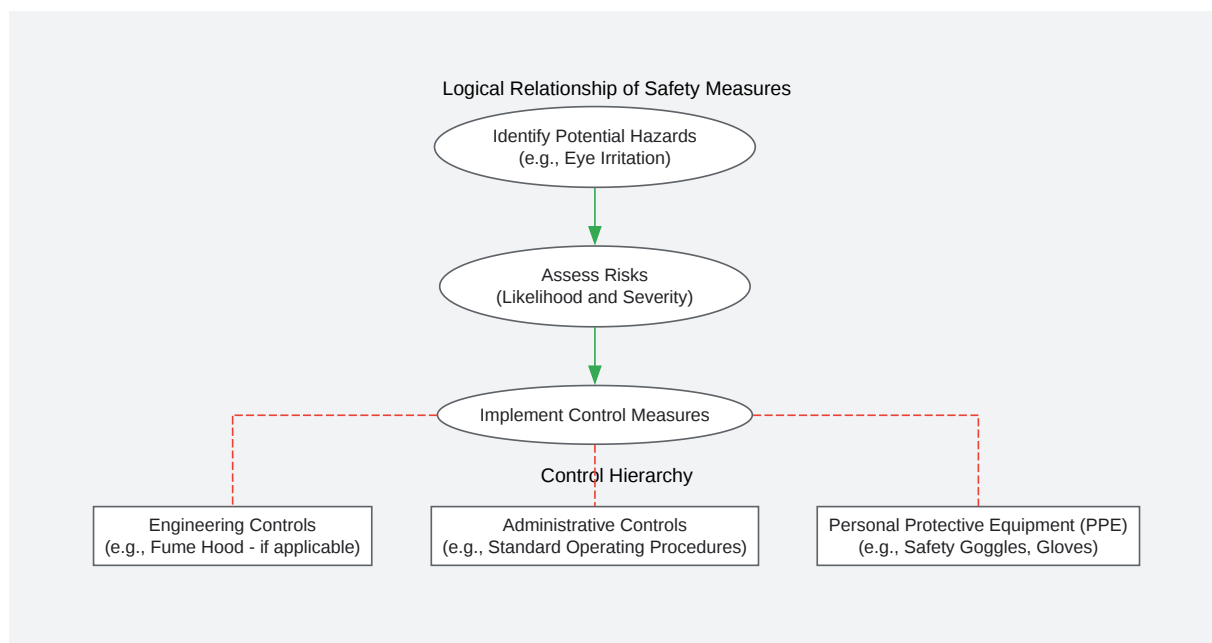 Logical Relationship of Safety Measures
Identify Potential Hazards
(e.g., Eye Irritation)
Assess Risks
(Likelihood and Severity)
Implement Control Measures
Control Hierarchy
Engineering Controls
(e.g., Fume Hood - if applicable)
Administrative Controls
(e.g., Standard Operating Procedures)
Personal Protective Equipment (PPE)
(e.g., Safety Goggles, Gloves)